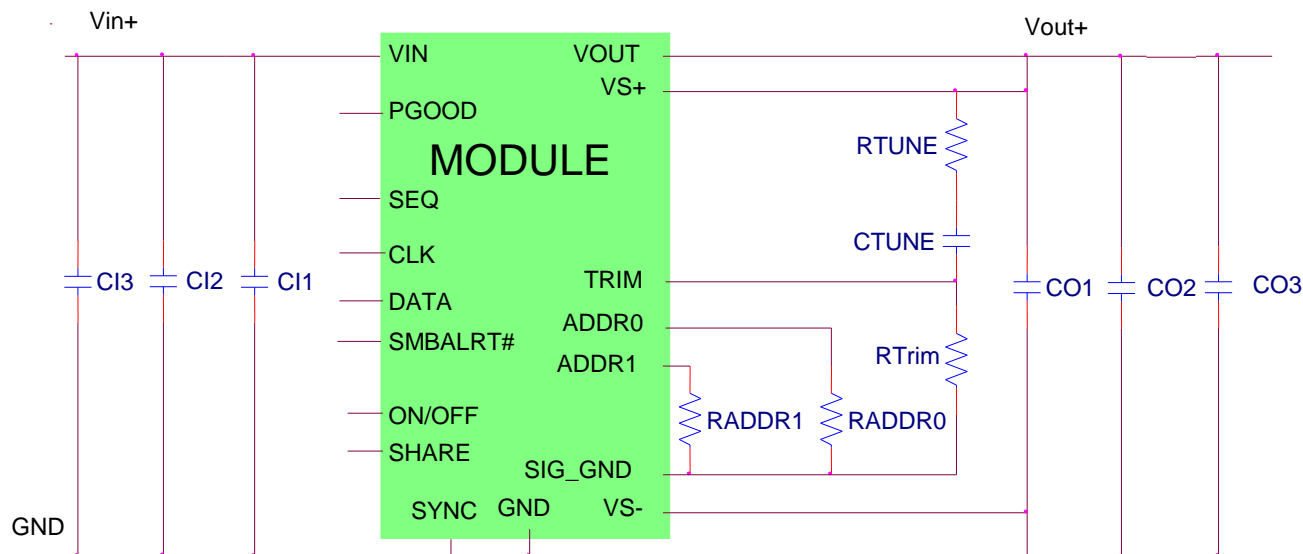 Vin+
Vout+
VIN
VOUT
VS+
PGOOD
RTUNE
MODULE
SEQ
CTUNE
CLK
TRIM
CI3
CI2
CI1
CO1
CO2
CO3
DATA
ADDR0
SMBALRT#
RTrim
ADDR1
ON/OFF
RADDR1
RADDR0
SHARE
SIG_GND
SYNC
GND
VS-
GND